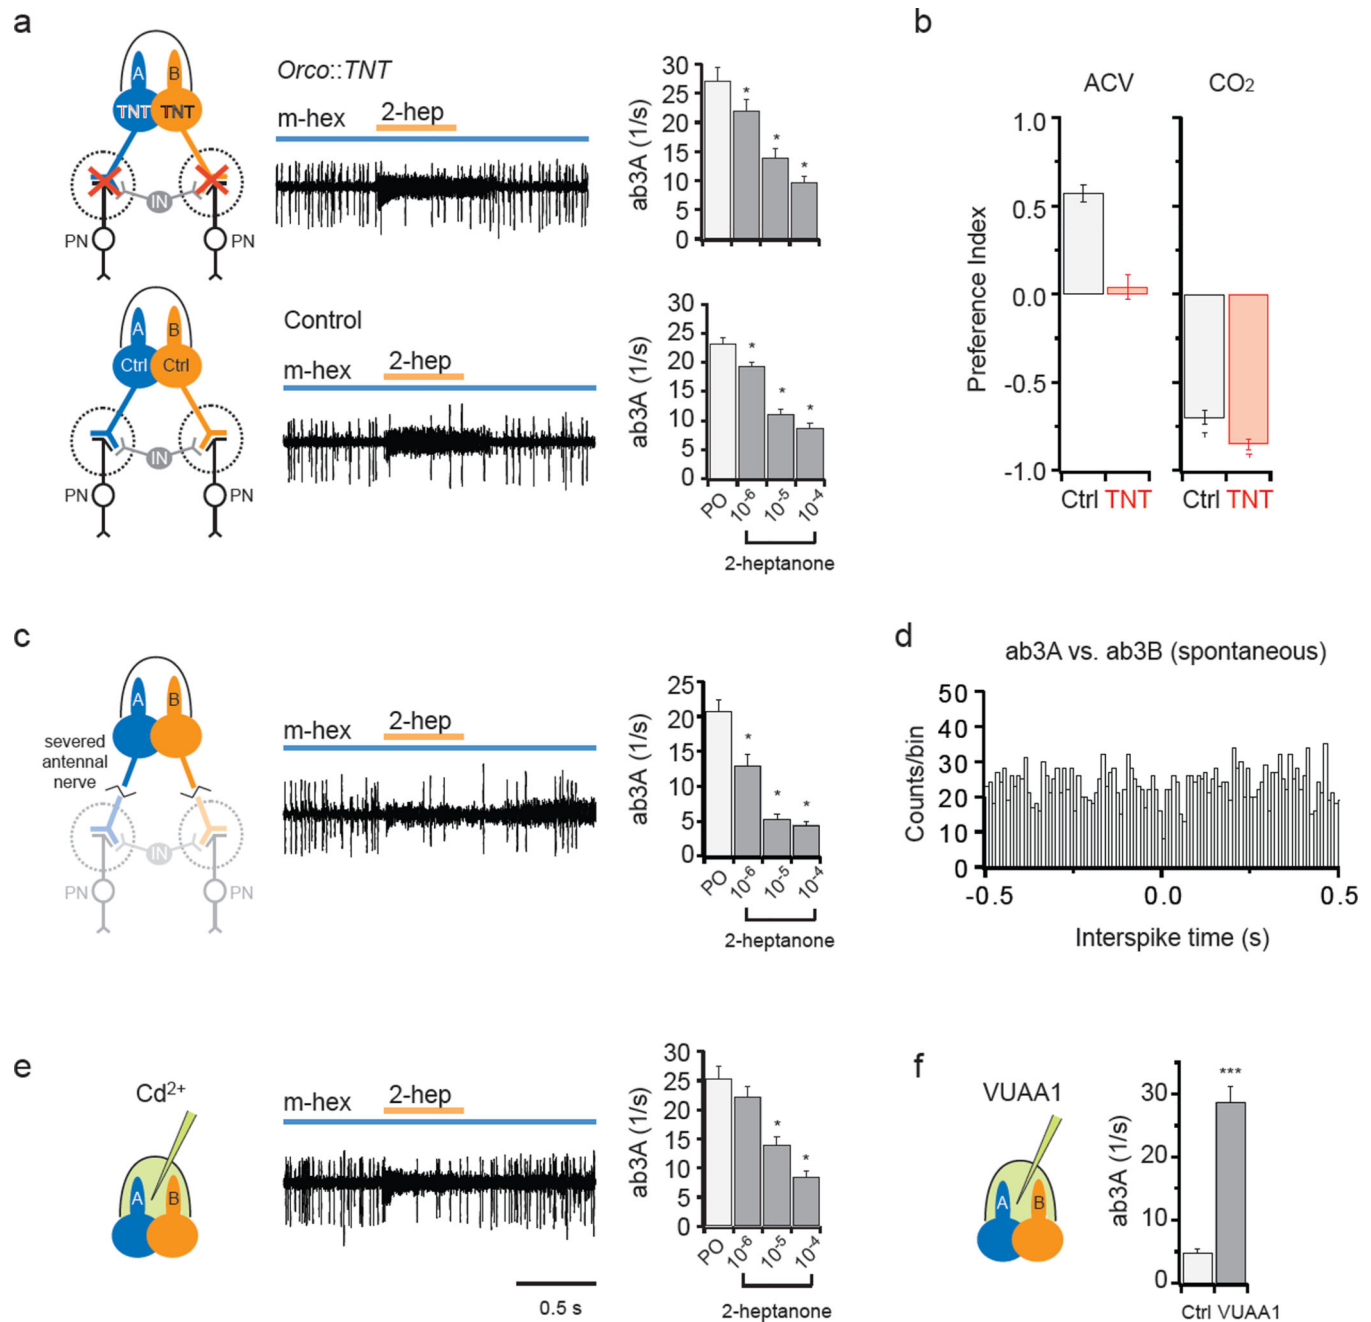 a
A B
TNT TNT
IN
PN PN
Orco::TNT
m-hex 2-hep
ab3A (1/s)
30
25
20
15
10
5
0
* * *
A B
Ctrl Ctrl
IN
PN PN
Control
m-hex 2-hep
ab3A (1/s)
30
25
20
15
10
5
0
* * *
PO 10-6 10-5 10-4
2-heptanone
b
ACV CO2
Preference Index
1.0
0.5
0.0
-0.5
-1.0
Ctrl TNT Ctrl TNT
c
A B
severed
antennal
nerve
IN
PN PN
m-hex 2-hep
ab3A (1/s)
25
20
15
10
5
0
* * *
PO 10-6 10-5 10-4
2-heptanone
d
ab3A vs. ab3B (spontaneous)
Counts/bin
50
40
30
20
10
0
-0.5 0.0 0.5
Interspike time (s)
e
Cd2+
A B
m-hex 2-hep
0.5 s
ab3A (1/s)
30
25
20
15
10
5
0
* *
PO 10-6 10-5 10-4
2-heptanone
f
VUAA1
A B
ab3A (1/s)
30
10
5
0
***
Ctrl VUAA1